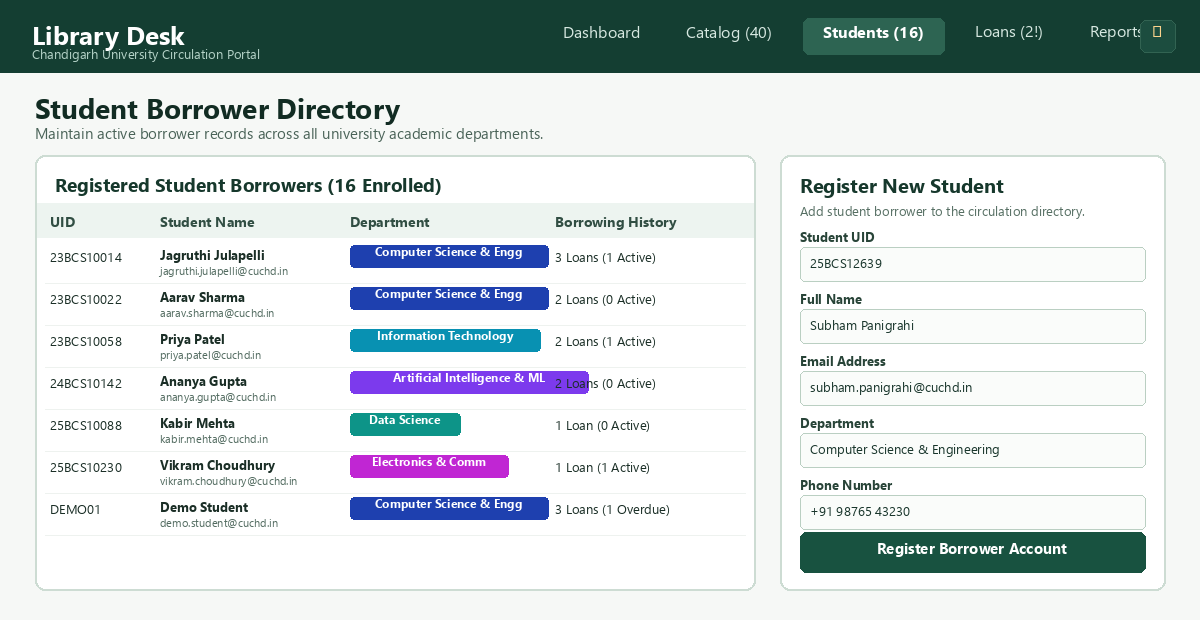 Library Desk
Chandigarh University Circulation Portal
Dashboard
Catalog (40)
Students (16)
Loans (2!)
Reports
Student Borrower Directory
Maintain active borrower records across all university academic departments.
Registered Student Borrowers (16 Enrolled)
UID Student Name Department Borrowing History
23BCS10014 Jagruthi Julapelli Computer Science & Engg 3 Loans (1 Active)
jagruthi.julapelli@cuchd.in
23BCS10022 Aarav Sharma Computer Science & Engg 2 Loans (0 Active)
aarav.sharma@cuchd.in
23BCS10058 Priya Patel Information Technology 2 Loans (1 Active)
priya.patel@cuchd.in
24BCS10142 Ananya Gupta Artificial Intelligence & ML 2 Loans (0 Active)
ananya.gupta@cuchd.in
25BCS10088 Kabir Mehta Data Science 1 Loan (0 Active)
kabir.mehta@cuchd.in
25BCS10230 Vikram Choudhury Electronics & Comm 1 Loan (1 Active)
vikram.choudhury@cuchd.in
DEMO01 Demo Student Computer Science & Engg 3 Loans (1 Overdue)
demo.student@cuchd.in
Register New Student
Add student borrower to the circulation directory.
Student UID
25BCS12639
Full Name
Subham Panigrahi
Email Address
subham.panigrahi@cuchd.in
Department
Computer Science & Engineering
Phone Number
+91 98765 43230
Register Borrower Account